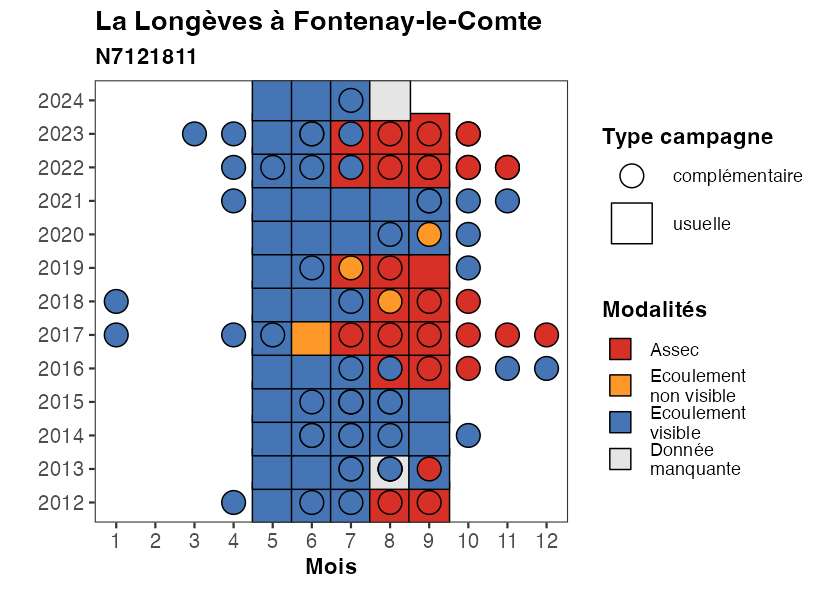 La Longèves à Fontenay-le-Comte
N7121811
2024
2023
2022
2021
2020
2019
2018
2017
2016
2015
2014
2013
2012
1 2 3 4 5 6 7 8 9 10 11 12
Mois
Type campagne
complémentaire
usuelle
Modalités
Assec
Ecoulement
non visible
Ecoulement
visible
Donnée
manquante